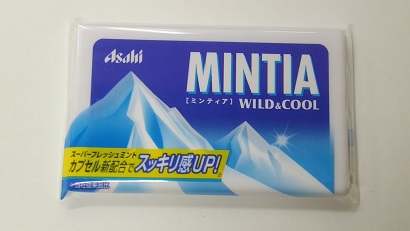 Asahi
MINTIA
[ミンティア] WILD&COOL
スーパーフレッシュミント
カプセル新配合でスッキリ感UP!